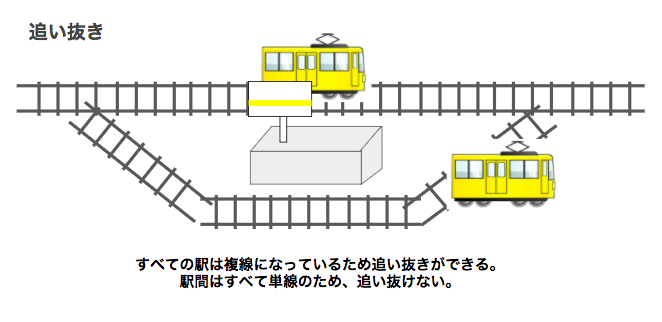 追い抜き
すべての駅は複線になっているため追い抜きができる。
駅間はすべて単線のため、追い抜けない。